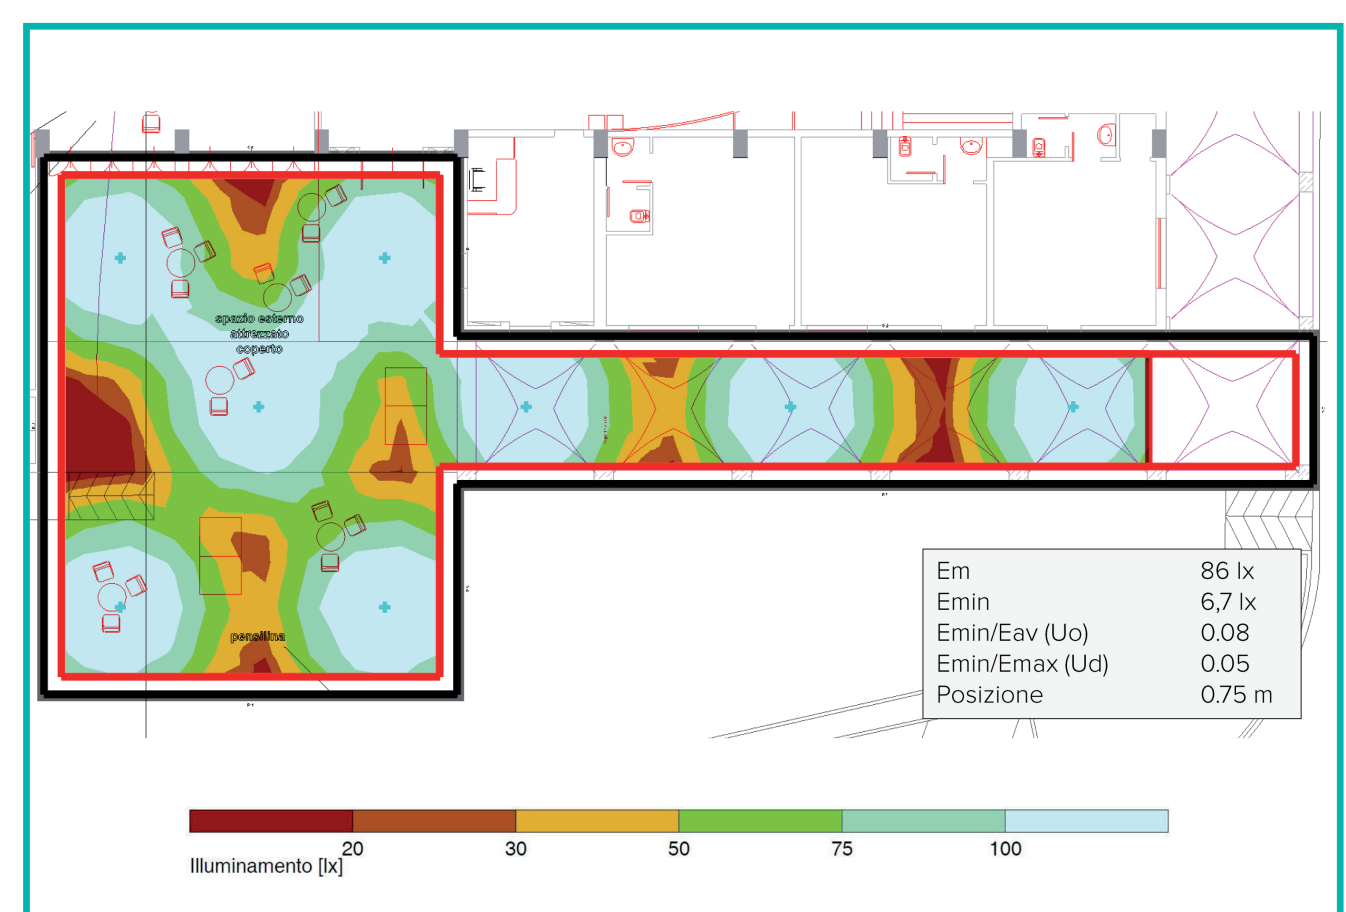 spazio esterno
attrezzato
coperto
pensilina
Em 86 lx
Emin 6,7 lx
Emin/Eav (Uo) 0.08
Emin/Emax (Ud) 0.05
Posizione 0.75 m
20 30 50 75 100
Illuminamento [lx]